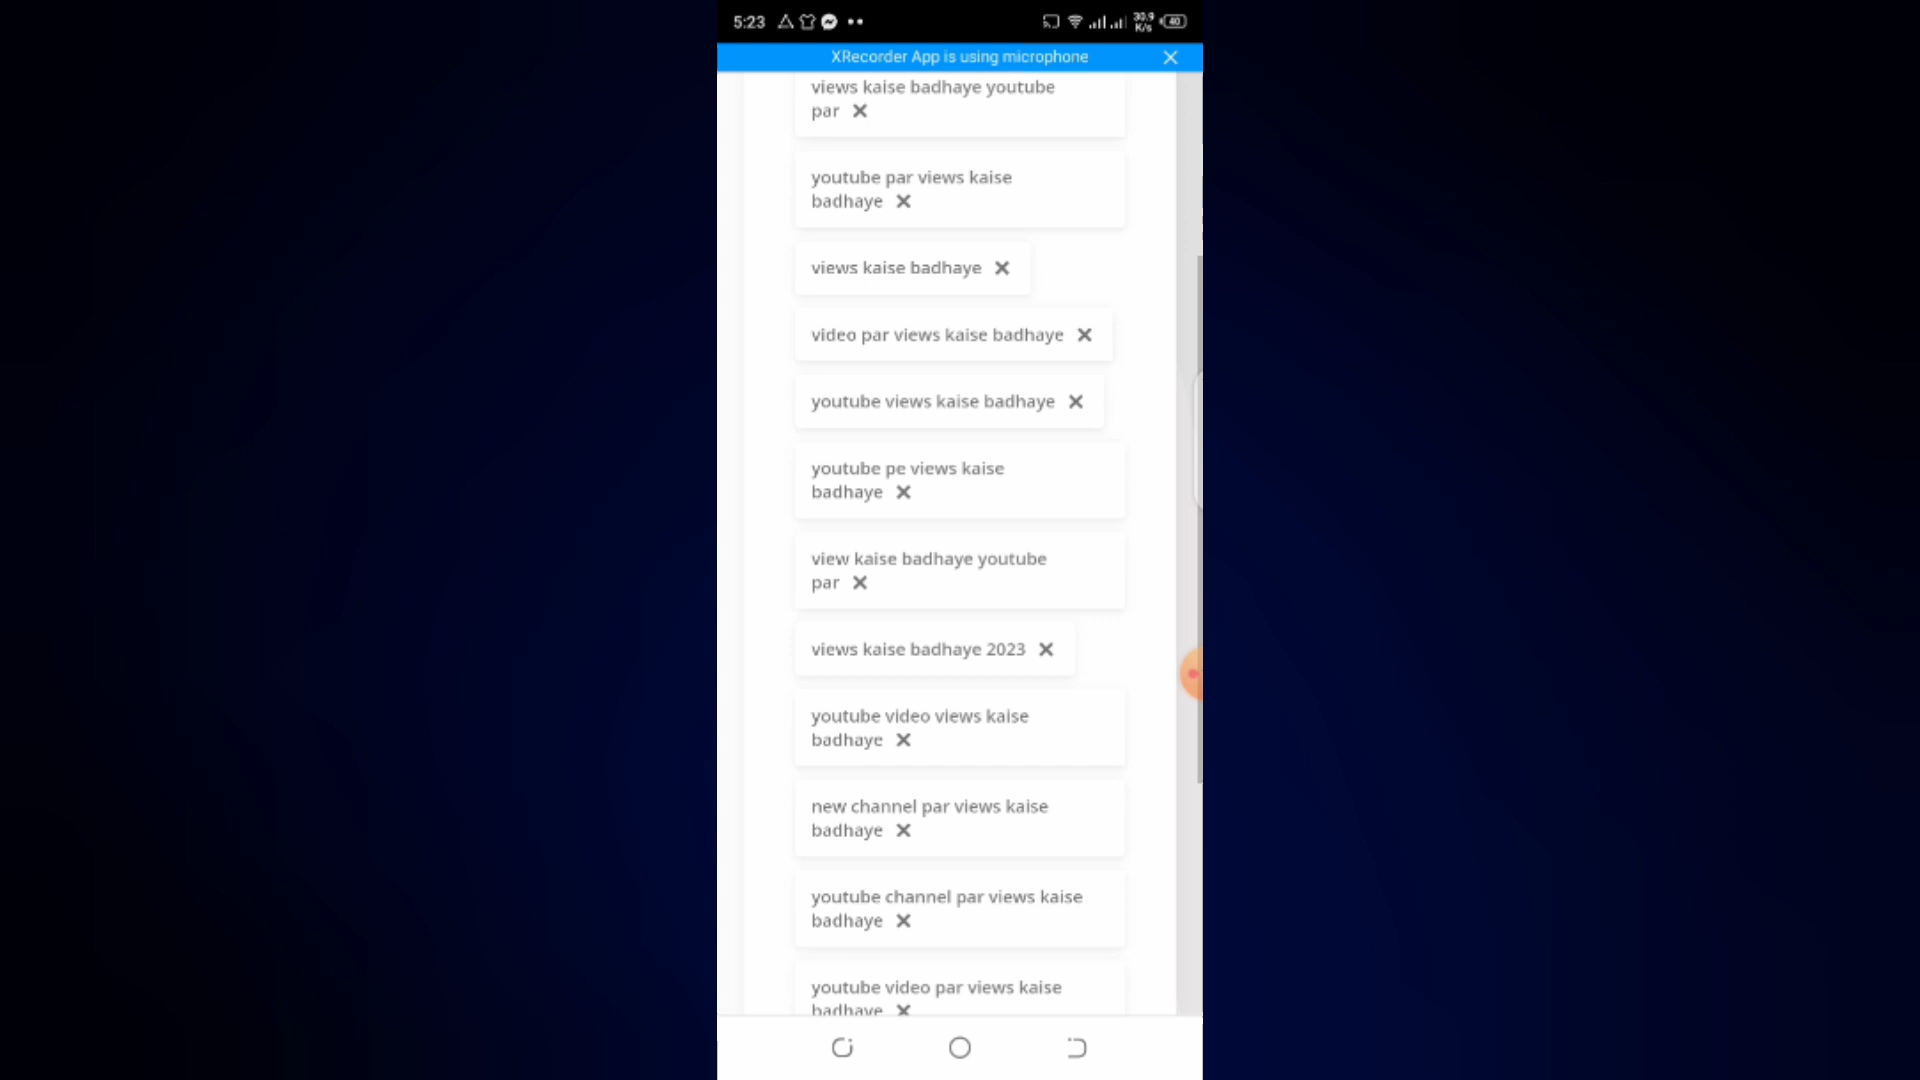 5:23
30.9
K/s
40
XRecorder App is using microphone
views kaise badhaye youtube
par
youtube par views kaise
badhaye
views kaise badhaye
video par views kaise badhaye
youtube views kaise badhaye
youtube pe views kaise
badhaye
view kaise badhaye youtube
par
views kaise badhaye 2023
youtube video views kaise
badhaye
new channel par views kaise
badhaye
youtube channel par views kaise
badhaye
youtube video par views kaise
badhaye